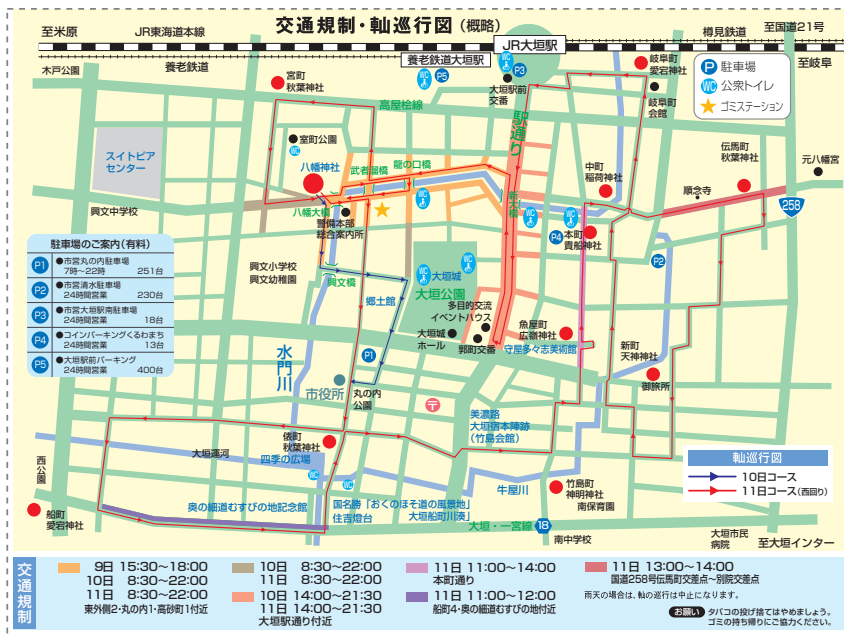 交通規制・軕巡行図(概略)
至米原
JR東海道本線
JR大垣駅
樽見鉄道
至国道21号
木戸公園
養老鉄道
養老鉄道大垣駅
至岐阜
宮町
秋葉神社
WC
P5
WC
P3
大垣駅前
交番
岐阜町
愛宕神社
岐阜町
会館
P 駐車場
WC 公衆トイレ
ゴミステーション
高屋桧線
駅通り
室町公園
WC
スイトピア
センター
八幡神社
武者溜橋
龍の口橋
中町
稲荷神社
伝馬町
秋葉神社
元八幡宮
順念寺
興文中学校
八幡大橋
警備本部
総合案内所
WC
新大橋
WC
WC
P4
本町
貴船神社
258
駐車場のご案内(有料)
P1 ●市営丸の内駐車場
7時〜22時 251台
P2 ●市営清水駐車場
24時間営業 230台
P3 ●市営大垣駅南駐車場
24時間営業 18台
P4 ●コインパーキングくるわまち
24時間営業 13台
P5 ●大垣駅前パーキング
24時間営業 400台
興文小学校
興文幼稚園
興文橋
WC
大垣城
WC
大垣公園
P2
郷土館
多目的交流
イベントハウス
大垣城
ホール
郭町交番
魚屋町
広嶺神社
守屋多々志美術館
新町
天神神社
御旅所
水門川
P1
市役所
丸の内
公園
〒
美濃路
大垣宿本陣跡
(竹島会館)
俵町
秋葉神社
大垣運河
四季の広場
WC
WC
西公園
船町
愛宕神社
奥の細道むすびの地記念館
国名勝「おくのほそ道の風景地」
大垣船町川湊」
住吉燈台
牛屋川
竹島町
神明神社
南保育園
大垣・一宮線
18
南中学校
大垣市民
病院
至大垣インター
軕巡行図
10日コース
11日コース(西回り)
交通規制
9日 15:30〜18:00
10日 8:30〜22:00
11日 8:30〜22:00
東外側2・丸の内1・高砂町1付近
10日 8:30〜22:00
11日 8:30〜22:00
10日 14:00〜21:30
11日 14:00〜21:30
大垣駅通り付近
11日 11:00〜14:00
本町通り
11日 11:00〜12:00
船町4・奥の細道むすびの地付近
11日 13:00〜14:00
国道258号伝馬町交差点〜別院交差点
雨天の場合は、軕の巡行は中止になります。
お願い タバコの投げ捨てはやめましょう。
ゴミの持ち帰りにご協力ください。